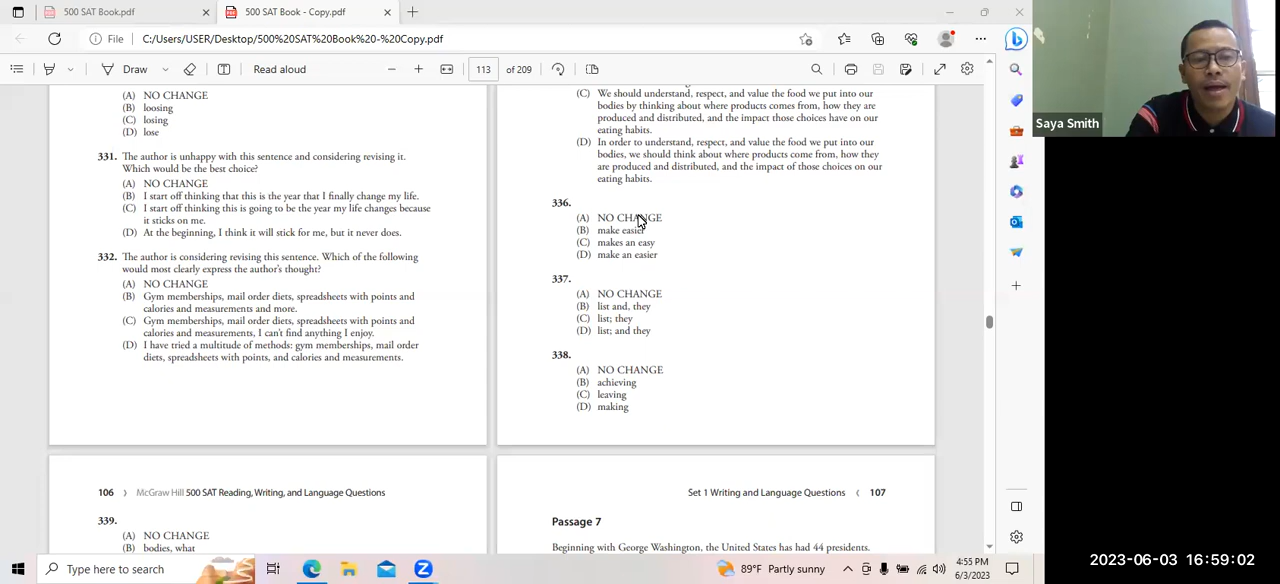 500 SAT Book.pdf
500 SAT Book - Copy.pdf
File
C:/Users/USER/Desktop/500%20SAT%20Book%20-%20Copy.pdf
Draw
Read aloud
113
of 209
Saya Smith
(A) NO CHANGE
(B) loosing
(C) losing
(D) lose
331. The author is unhappy with this sentence and considering revising it.
Which would be the best choice?
(A) NO CHANGE
(B) I start off thinking that this is the year that I finally change my life.
(C) I start off thinking this is going to be the year my life changes because
it sticks on me.
(D) At the beginning, I think it will stick for me, but it never does.
332. The author is considering revising this sentence. Which of the following
would most clearly express the author's thought?
(A) NO CHANGE
(B) Gym memberships, mail order diets, spreadsheets with points and
calories and measurements and more.
(C) Gym memberships, mail order diets, spreadsheets with points and
calories and measurements, I can't find anything I enjoy.
(D) I have tried a multitude of methods: gym memberships, mail order
diets, spreadsheets with points, and calories and measurements.
(C) We should understand, respect, and value the food we put into our
bodies by thinking about where products comes from, how they are
produced and distributed, and the impact those choices have on our
eating habits.
(D) In order to understand, respect, and value the food we put into our
bodies, we should think about where products come from, how they
are produced and distributed, and the impact of those choices on our
eating habits.
336.
(A) NO CHANGE
(B) make easier
(C) makes an easy
(D) make an easier
337.
(A) NO CHANGE
(B) list and, they
(C) list; they
(D) list; and they
338.
(A) NO CHANGE
(B) achieving
(C) leaving
(D) making
106 › McGraw Hill 500 SAT Reading, Writing, and Language Questions
339.
(A) NO CHANGE
(B) bodies, what
Set 1 Writing and Language Questions ‹ 107
Passage 7
Beginning with George Washington, the United States has had 44 presidents.
Type here to search
89°F Partly sunny
4:55 PM
6/3/2023
2023-06-03 16:59:02